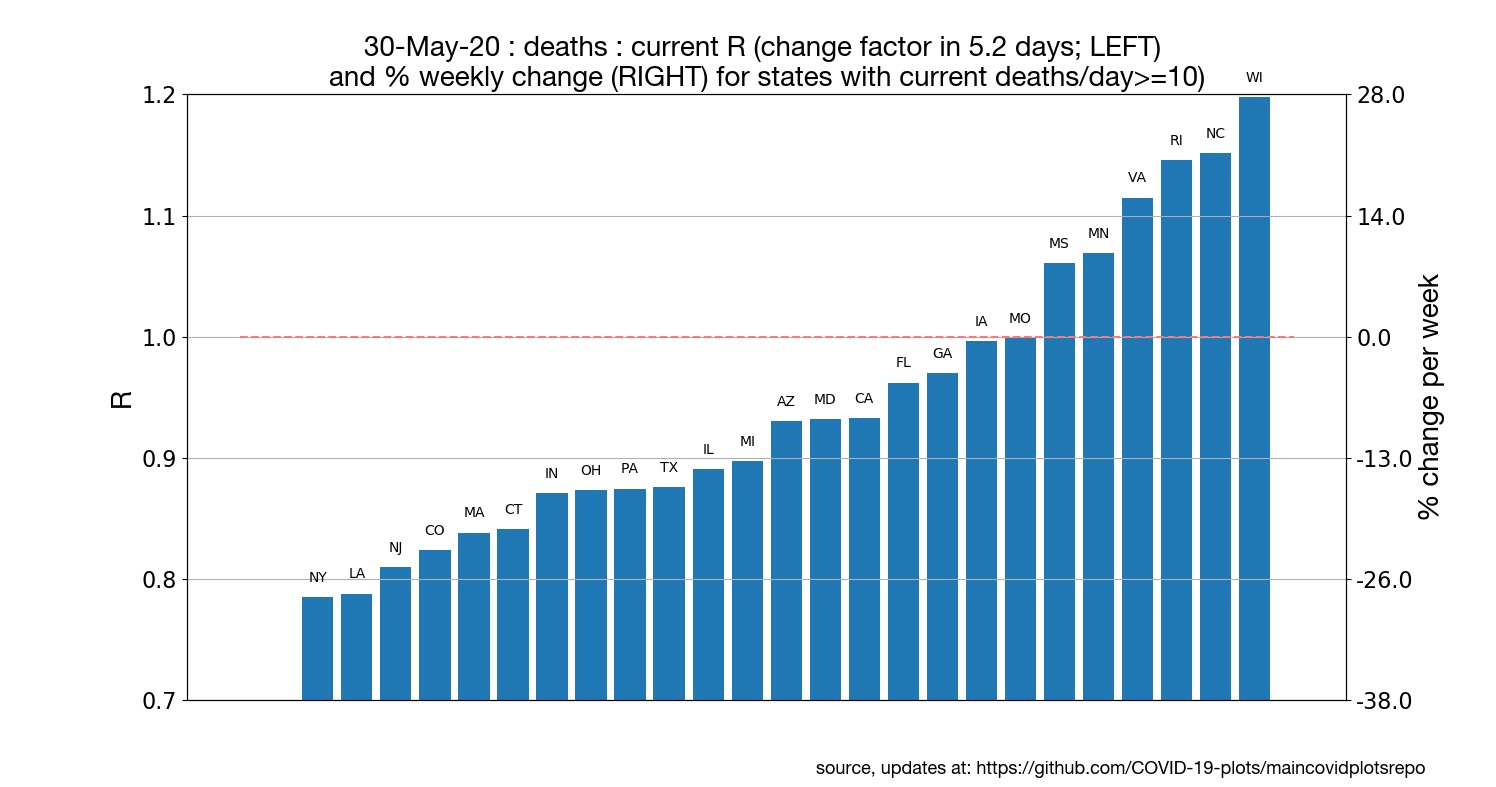 30-May-20 : deaths : current R (change factor in 5.2 days; LEFT)
and % weekly change (RIGHT) for states with current deaths/day>=10)
1.2
1.1
1.0
0.9
0.8
0.7
R
NY
LA
NJ
CO
MA
CT
IN
OH
PA
TX
IL
MI
AZ
MD
CA
FL
GA
IA
MO
MS
MN
VA
RI
NC
WI
28.0
14.0
0.0
-13.0
-26.0
-38.0
% change per week
source, updates at: https://github.com/COVID-19-plots/maincovidplotsrepo